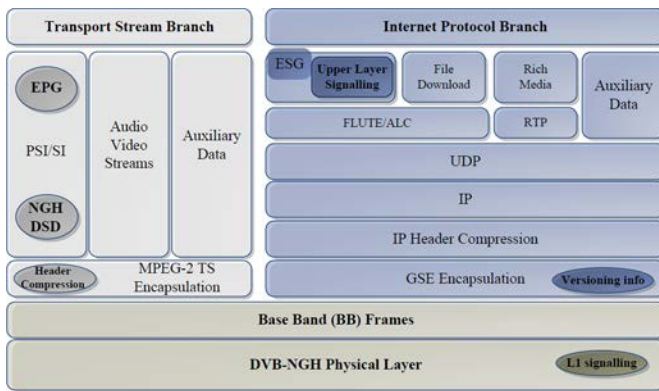 Transport Stream Branch
EPG
PSI/SI
NGH
DSD
Audio
Video
Streams
Auxiliary
Data
Header
Compression
MPEG-2 TS
Encapsulation
Internet Protocol Branch
ESG
Upper Layer
Signalling
File
Download
Rich
Media
Auxiliary
Data
FLUTE/ALC
RTP
UDP
IP
IP Header Compression
GSE Encapsulation
Versioning info
Base Band (BB) Frames
DVB-NGH Physical Layer
L1 signalling